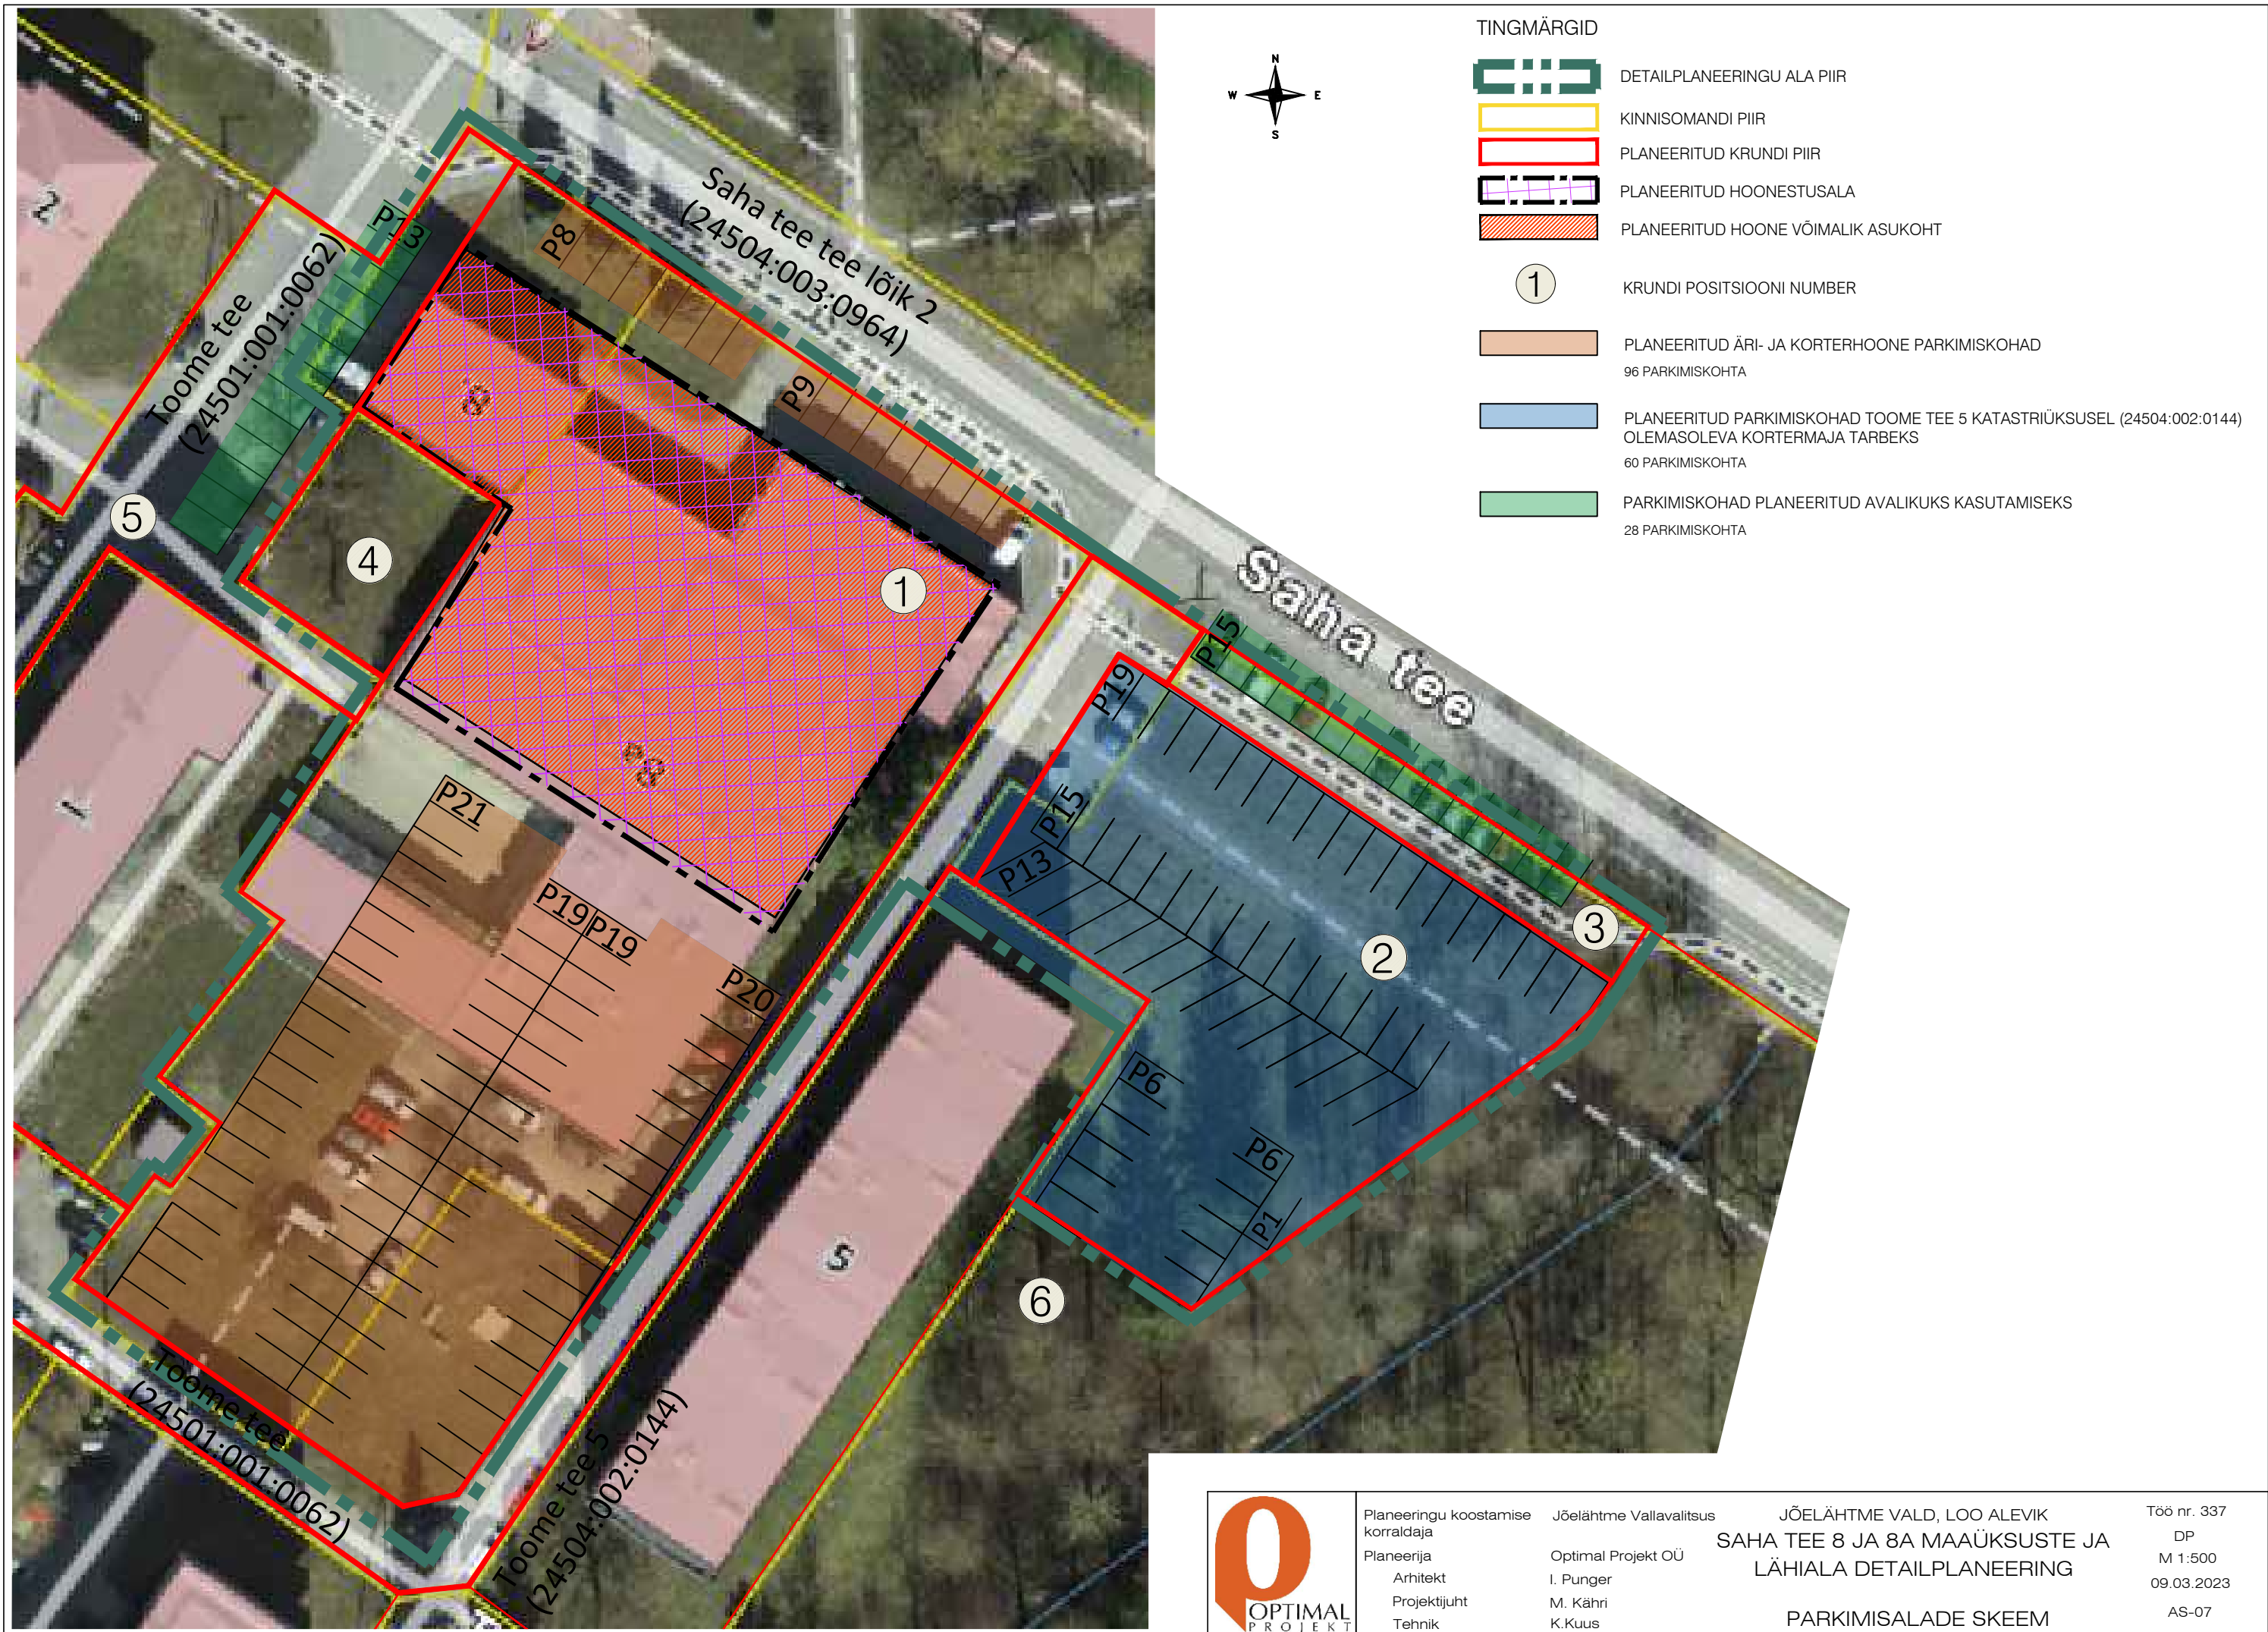 TINGMÄRGID
DETAILPLANEERINGU ALA PIIR
KINNISOMANDI PIIR
PLANEERITUD KRUNDI PIIR
PLANEERITUD HOONESTUSALA
PLANEERITUD HOONE VÕIMALIK ASUKOHT
1
KRUNDI POSITSIOONI NUMBER
PLANEERITUD ÄRI- JA KORTERHOONE PARKIMISKOHAD
96 PARKIMISKOHTA
PLANEERITUD PARKIMISKOHAD TOOME TEE 5 KATASTRIÜKSUSEL (24504:002:0144)
OLEMASOLEVA KORTERMAJA TARBEKS
60 PARKIMISKOHTA
PARKIMISKOHAD PLANEERITUD AVALIKUKS KASUTAMISEKS
28 PARKIMISKOHTA
N
W
E
S
2
P13
Toome tee
(24501:001:0062)
P8
Saha tee tee lõik 2
(24504:003:0964)
P9
5
4
1
Saha tee
P15
P19
P15
P13
3
2
1
P21
P19
P19
P20
P6
P6
P1
5
6
Toome tee
(24501:001:0062)
Toome tee 5
(24504:002:0144)
OPTIMAL
PROJEKT
Planeeringu koostamise korraldaja
Jõelähtme Vallavalitsus
Planeerija
Optimal Projekt OÜ
Arhitekt
I. Punger
Projektijuht
M. Kähri
Tehnik
K.Kuus
JÕELÄHTME VALD, LOO ALEVIK
SAHA TEE 8 JA 8A MAAÜKSUSTE JA
LÄHIALA DETAILPLANEERING
PARKIMISALADE SKEEM
Töö nr. 337
DP
M 1:500
09.03.2023
AS-07